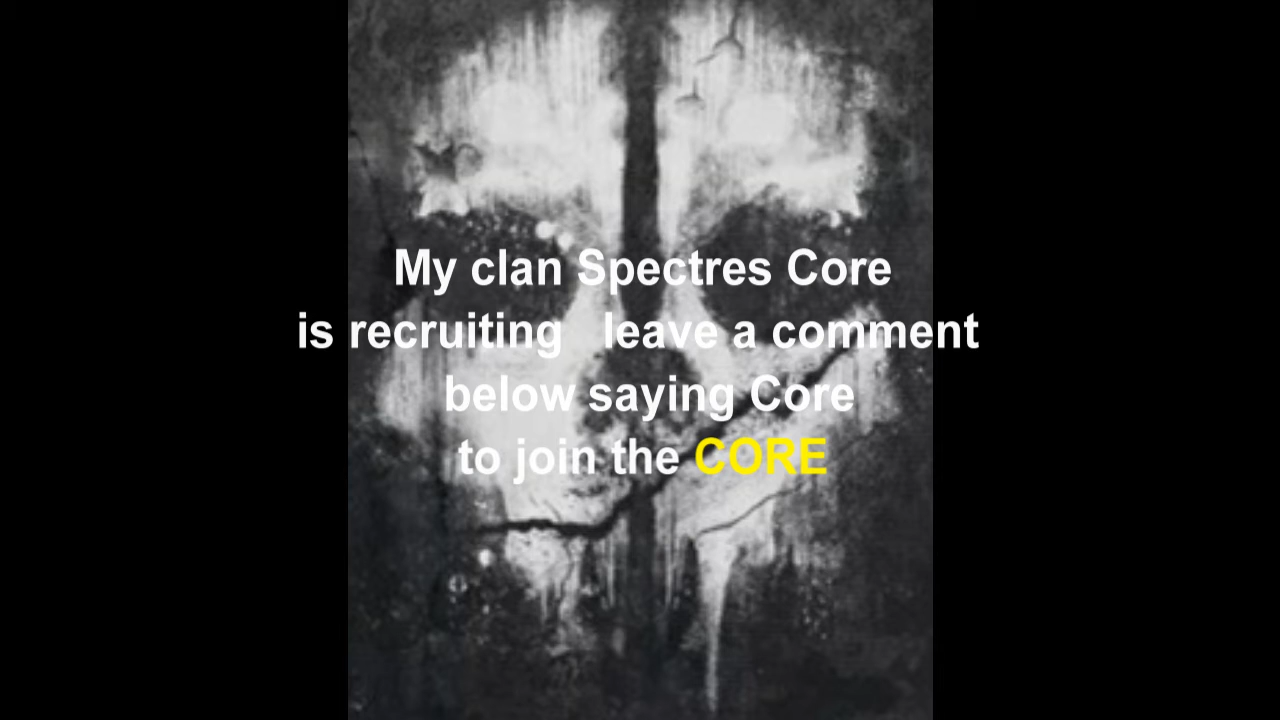 My clan Spectres Core
is recruiting   leave a comment
below saying Core
to join the CORE